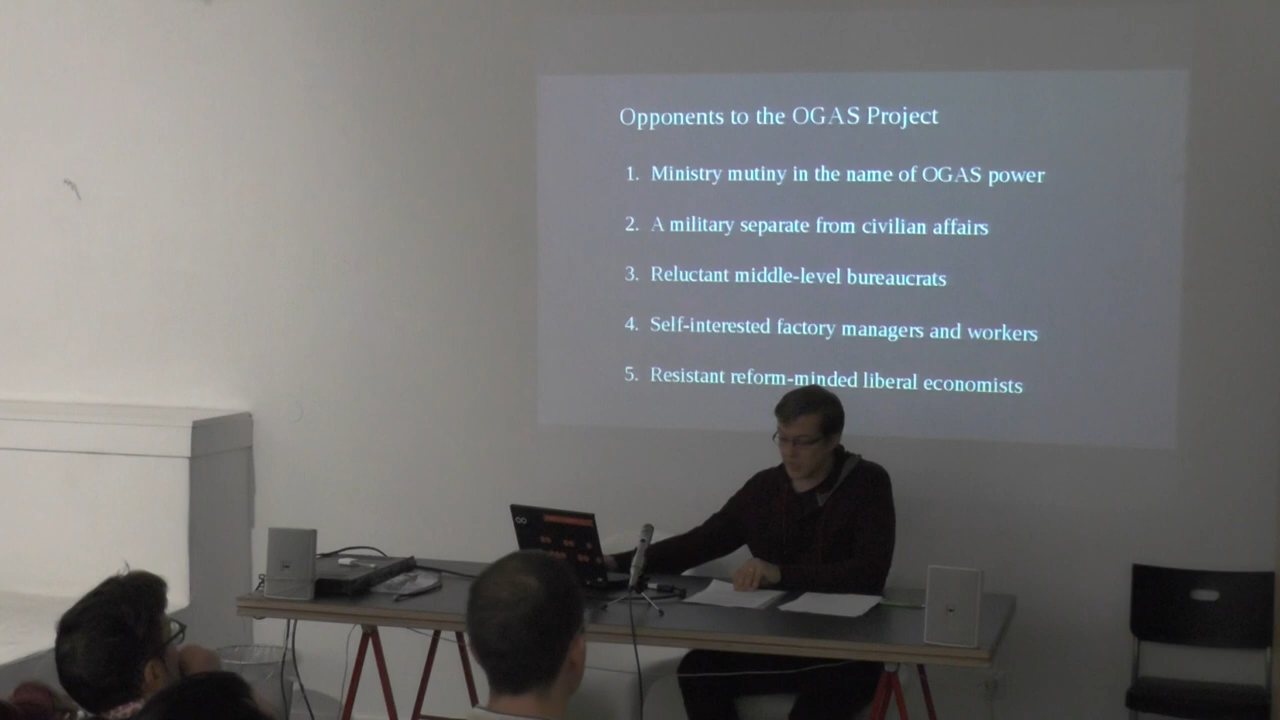 Opponents to the OGAS Project
1. Ministry mutiny in the name of OGAS power
2. A military separate from civilian affairs
3. Reluctant middle-level bureaucrats
4. Self-interested factory managers and workers
5. Resistant reform-minded liberal economists